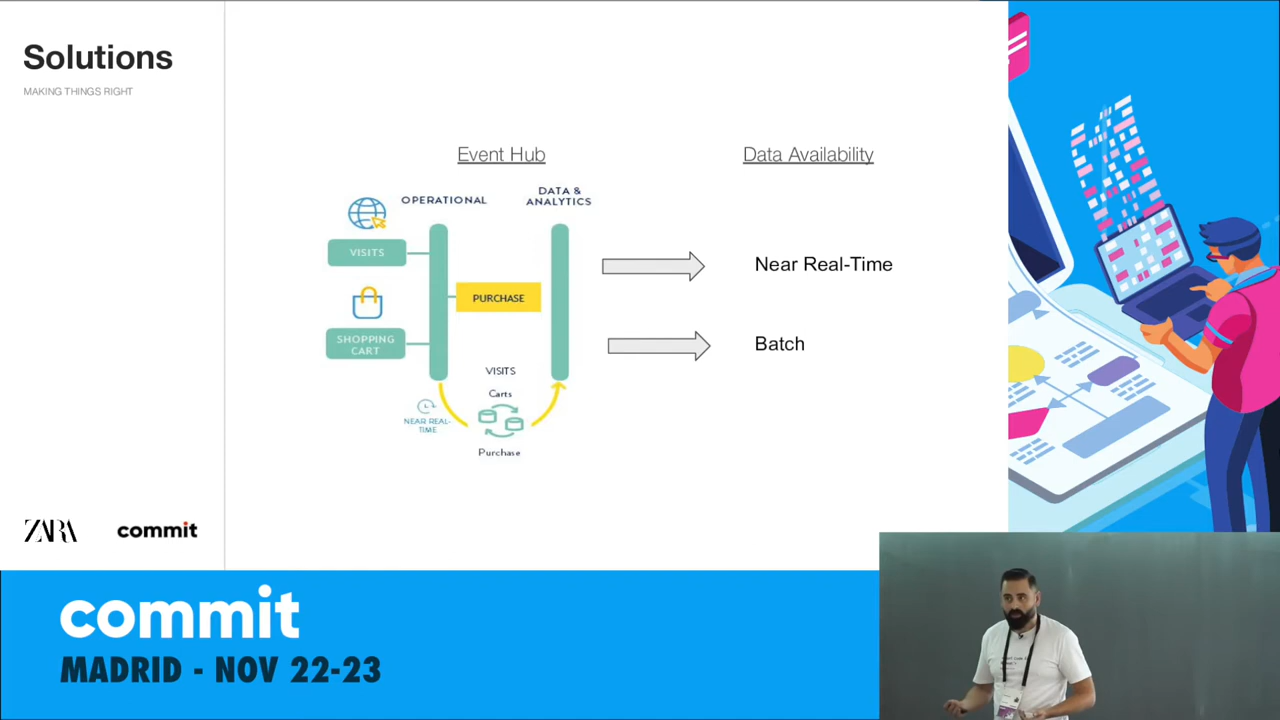 Solutions
MAKING THINGS RIGHT
Event Hub
Data Availability
OPERATIONAL
DATA &
ANALYTICS
VISITS
PURCHASE
SHOPPING
CART
Near Real-Time
Batch
VISITS
Carts
NEAR REAL-
TIME
Purchase
ZARA
commit
commit
MADRID - NOV 22-23